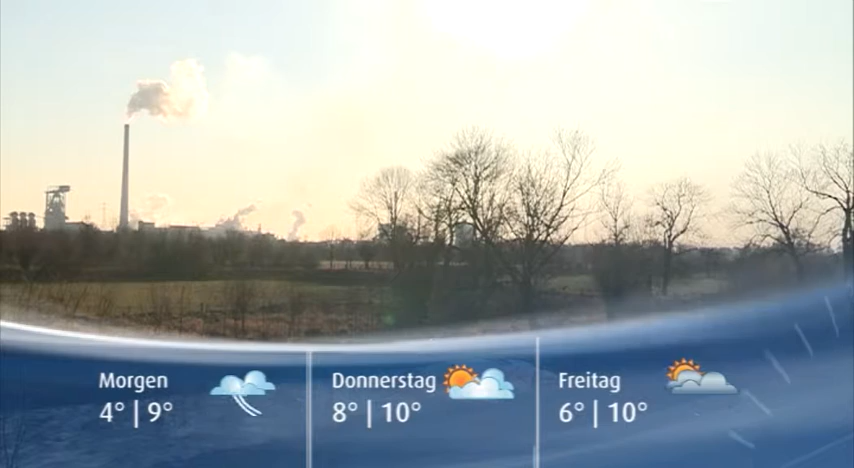 Morgen
4° | 9°
Donnerstag
8° | 10°
Freitag
6° | 10°